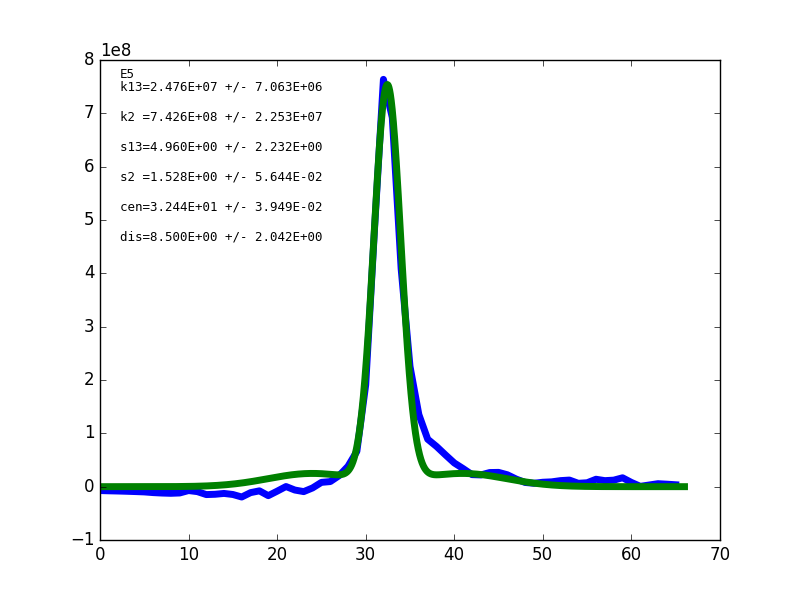 1e8
E5
k13=2.476E+07 +/- 7.063E+06
k2 =7.426E+08 +/- 2.253E+07
s13=4.960E+00 +/- 2.232E+00
s2 =1.528E+00 +/- 5.644E-02
cen=3.244E+01 +/- 3.949E-02
dis=8.500E+00 +/- 2.042E+00
8
7
6
5
4
3
2
1
0
−1
0 10 20 30 40 50 60 70